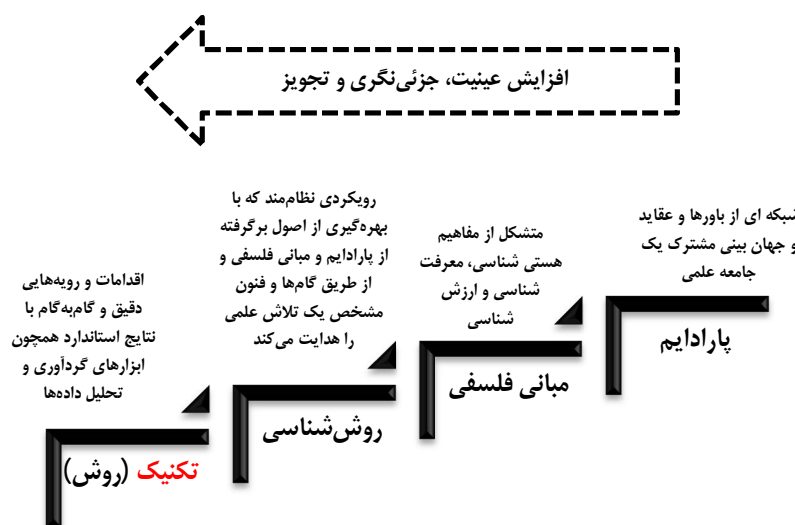 افزایش عینیت، جزئی‌نگری و تجویز
شبکه ای از باورها و عقاید
و جهان بینی مشترک یک
جامعه علمی
پارادایم
متشکل از مفاهیم
هستی شناسی، معرفت
شناسی و ارزش
شناسی
مبانی فلسفی
رویکردی نظام‌مند که با
بهره‌گیری از اصول برگرفته
از پارادایم و مبانی فلسفی و
از طریق گام‌ها و فنون
مشخص یک تلاش علمی
را هدایت می‌کند
روش‌شناسی
اقدامات و رویه‌هایی
دقیق و گام‌به‌گام با
نتایج استاندارد همچون
ابزارهای گردآوری و
تحلیل داده‌ها
تکنیک (روش)